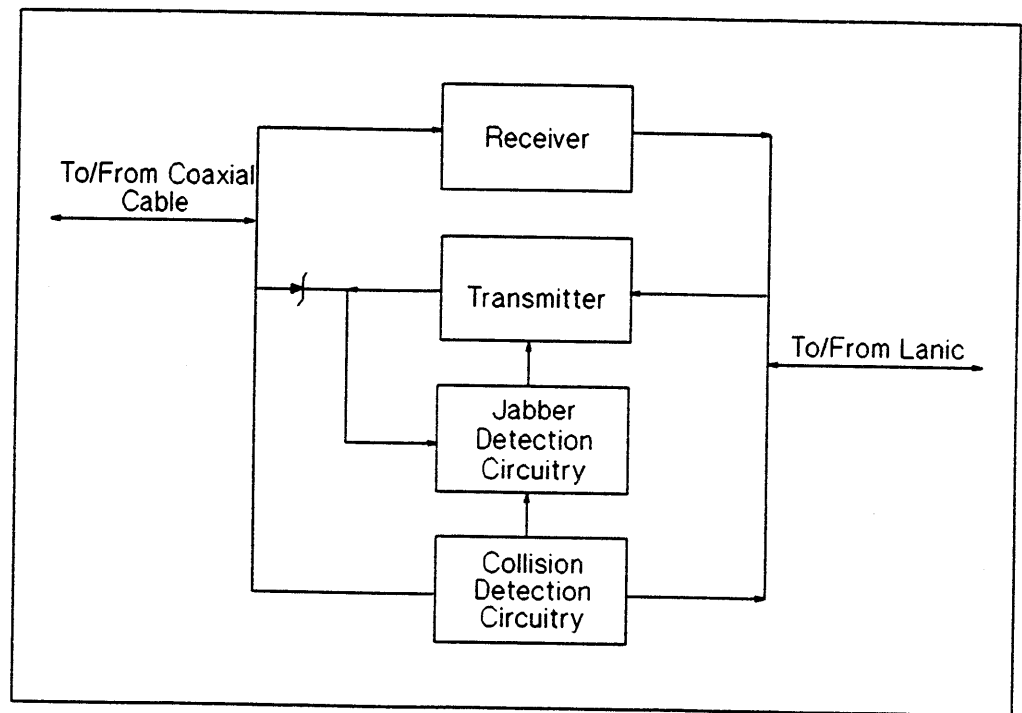 Receiver
To/From Coaxial
Cable
Transmitter
To/From Lanic
Jabber
Detection
Circuitry
Collision
Detection
Circuitry